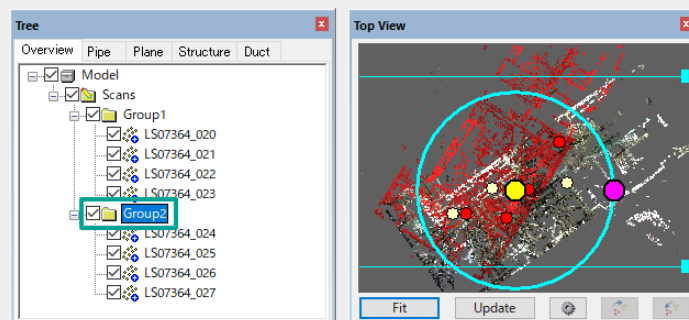 Tree
Overview Pipe Plane Structure Duct
Model
Scans
Group1
LS07364_020
LS07364_021
LS07364_022
LS07364_023
Group2
LS07364_024
LS07364_025
LS07364_026
LS07364_027
Top View
Fit Update